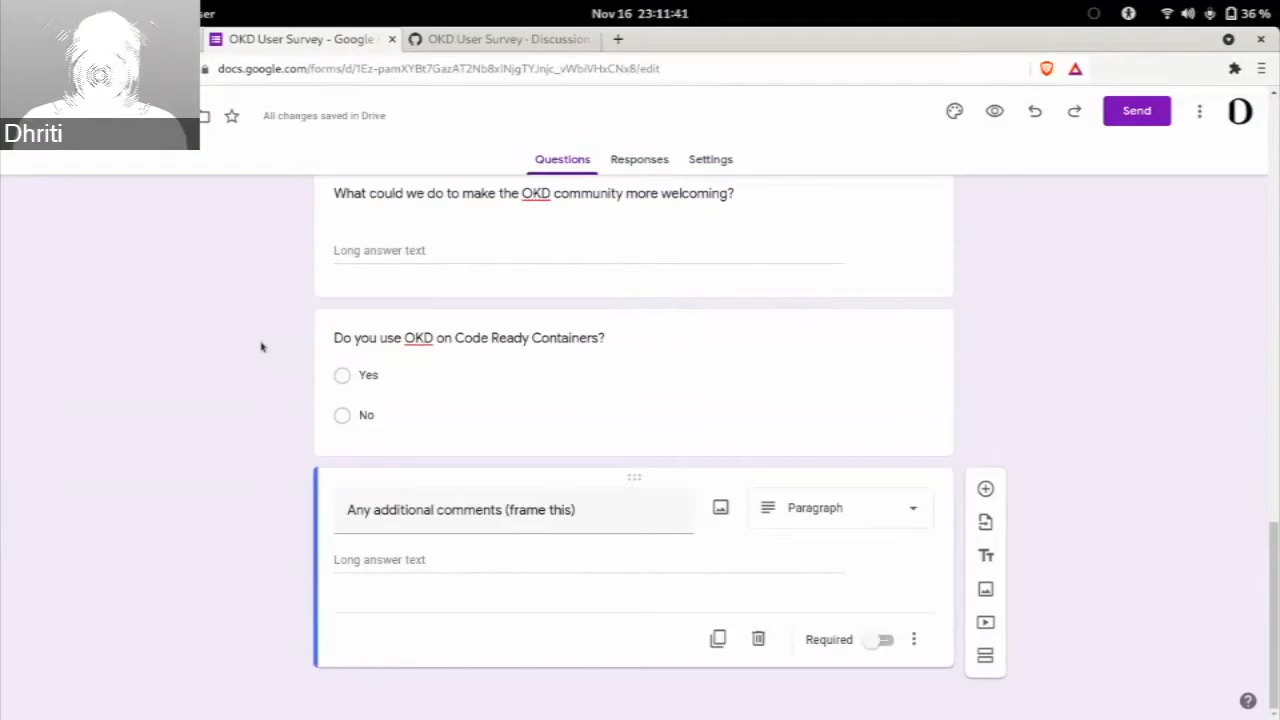 ser
Nov 16 23:11:41
36 %
OKD User Survey - Google
OKD User Survey · Discussion
docs.google.com/forms/d/1Ez-pamXYBt7GazAT2Nb8xINjgTYJnjc_vWbiVHxCNx8/edit
Dhriti
All changes saved in Drive
Send
Questions
Responses
Settings
What could we do to make the OKD community more welcoming?
Long answer text
Do you use OKD on Code Ready Containers?
Yes
No
Any additional comments (frame this)
Paragraph
Long answer text
Required